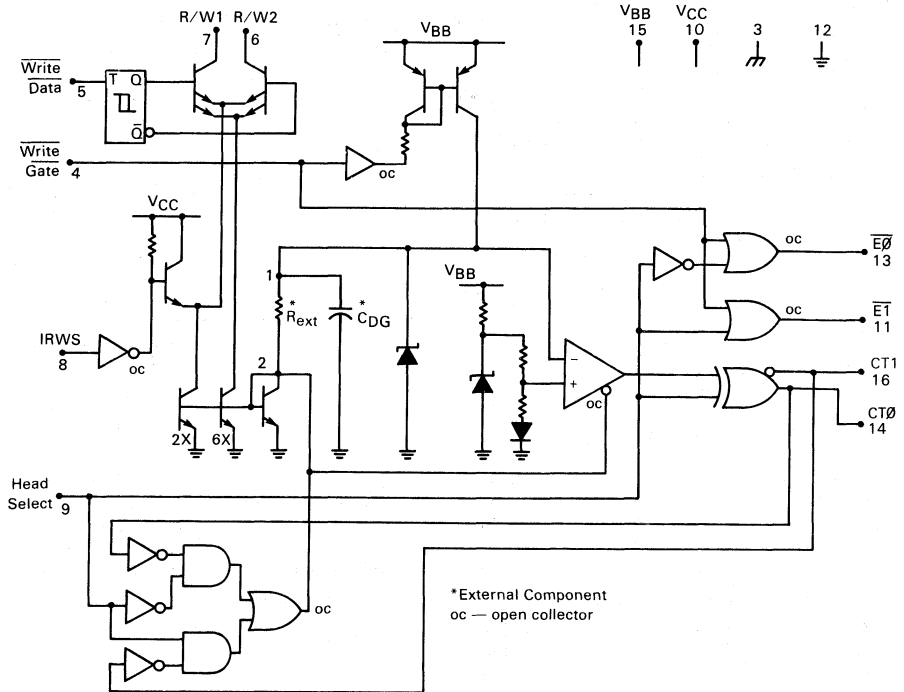 R/W1 R/W2
7 6
VBB
VBB
15
VCC
10
3
12
Write
Data
5
T Q
Q̅
Write
Gate
4
oc
VCC
IRWS
8
oc
1
*
Rext
*
CDG
2
2X
6X
VBB
−
+
oc
oc
E0̸
13
oc
E1
11
CT1
16
CT0̸
14
Head
Select
9
oc
*External Component
oc — open collector